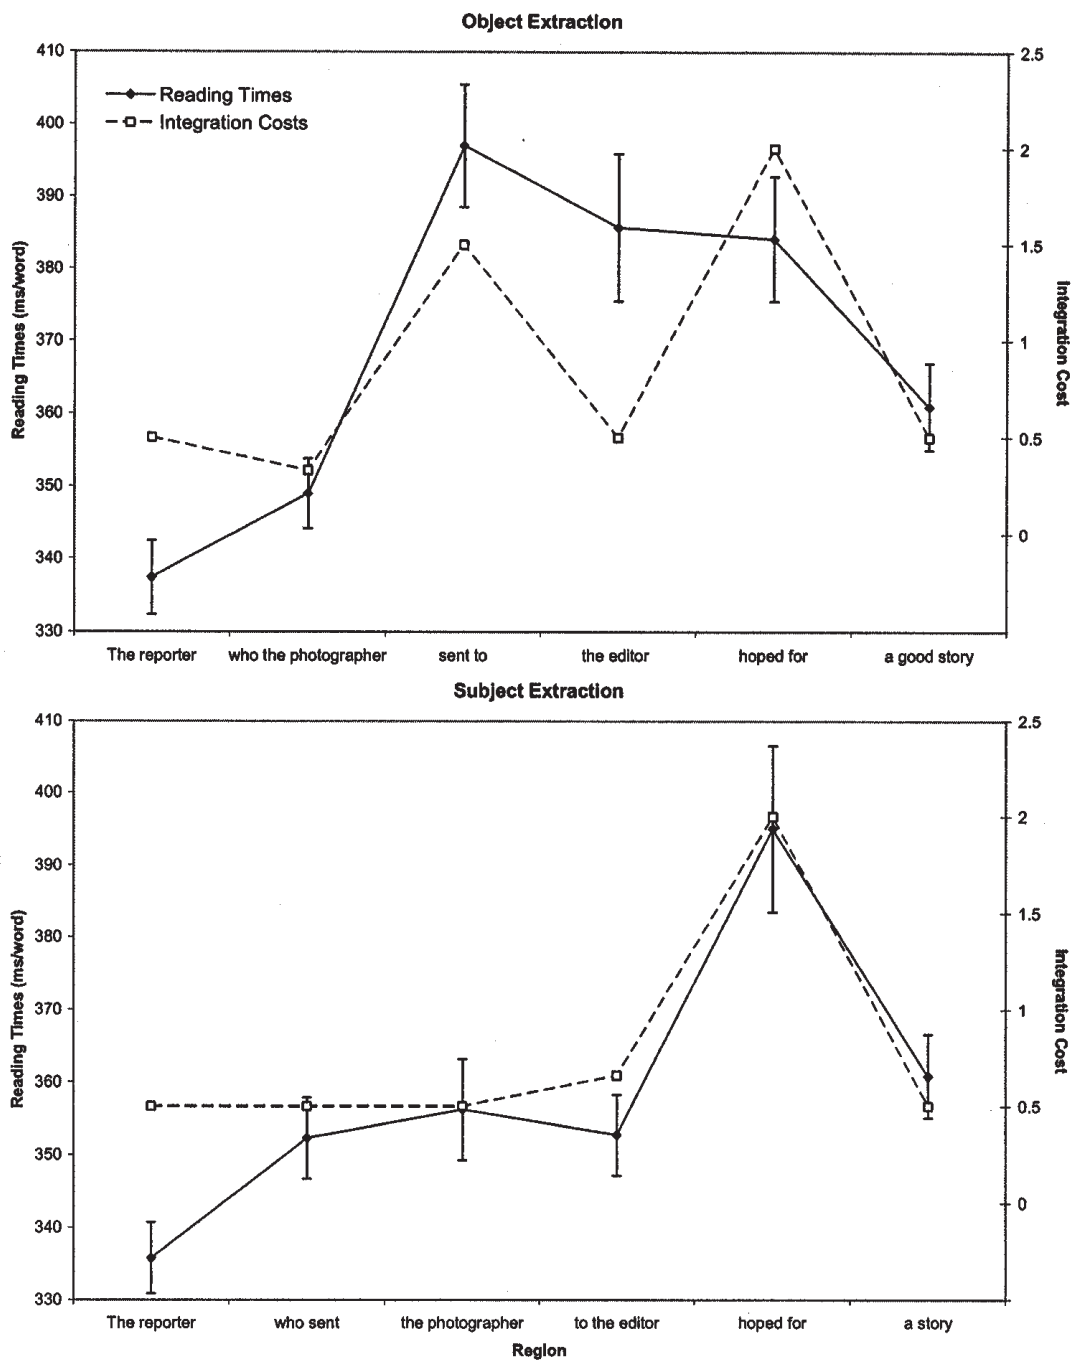 Object Extraction
410
400
390
380
370
360
350
340
330
Reading Times (ms/word)
Reading Times
Integration Costs
2.5
2
1.5
1
0.5
0
Integration Cost
The reporter who the photographer sent to the editor hoped for a good story
Subject Extraction
410
400
390
380
370
360
350
340
330
Reading Times (ms/word)
2.5
2
1.5
1
0.5
0
Integration Cost
The reporter who sent the photographer to the editor hoped for a story
Region